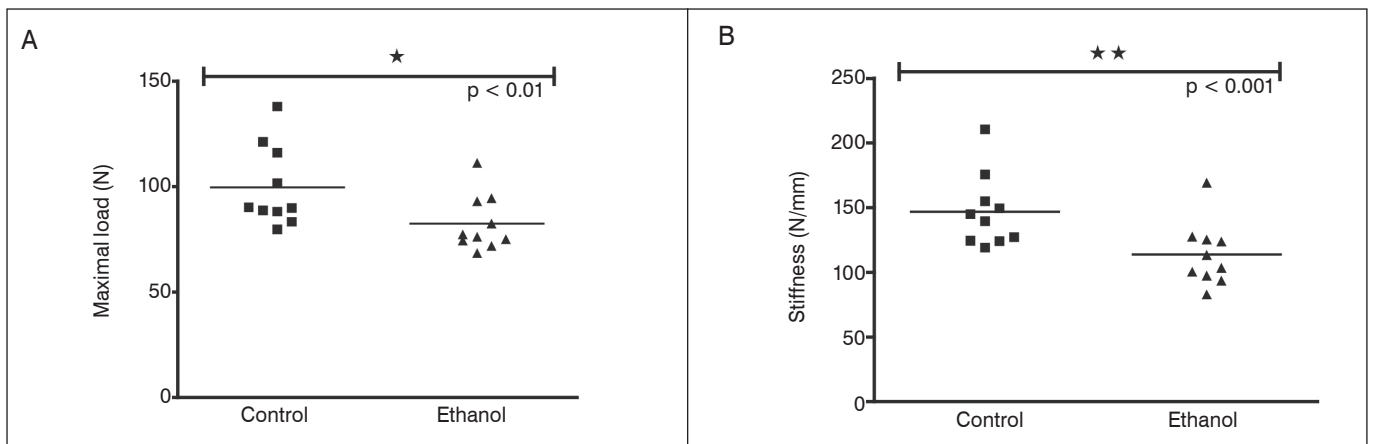 A
★
p < 0.01
150
100
50
0
Maximal load (N)
Control Ethanol
B
★★
p < 0.001
250
200
150
100
50
0
Stiffness (N/mm)
Control Ethanol